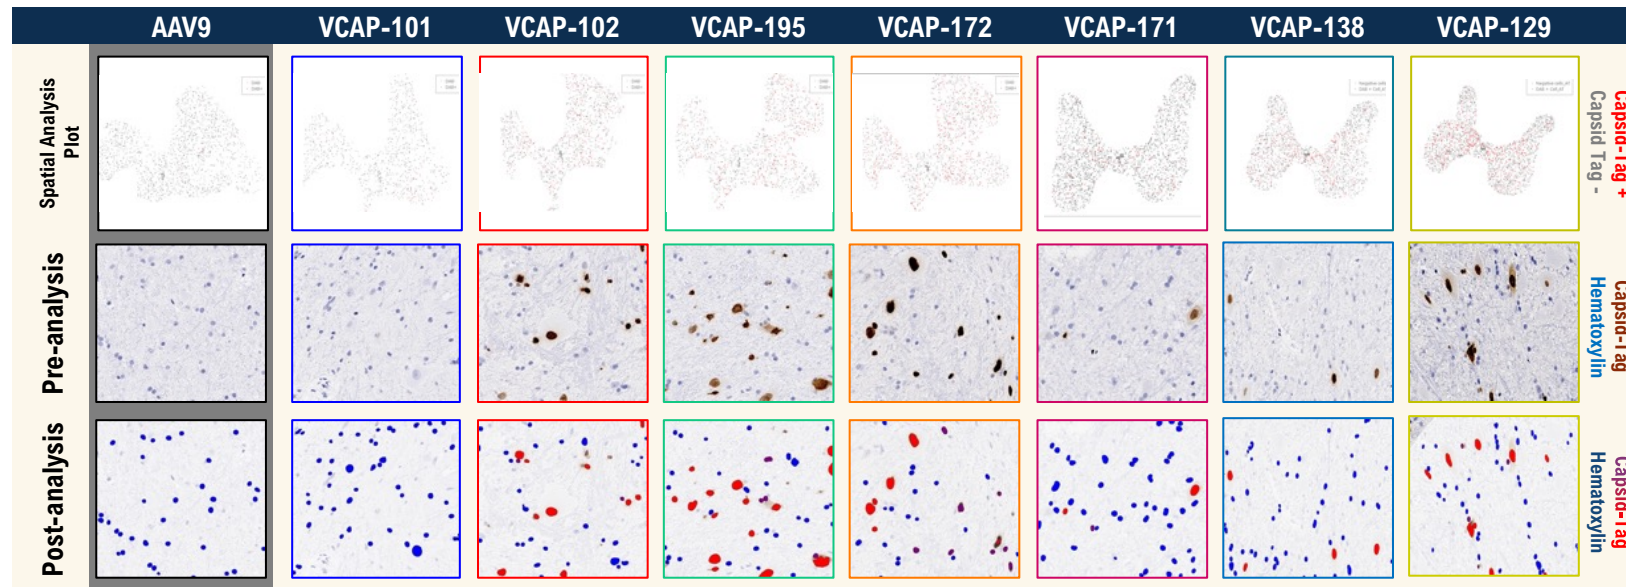 AAV9 VCAP-101 VCAP-102 VCAP-195 VCAP-172 VCAP-171 VCAP-138 VCAP-129
Spatial Analysis
Plot
Capsid-Tag +
Capsid Tag -
Pre-analysis
Capsid-Tag
Hematoxylin
Post-analysis
Capsid-Tag
Hematoxylin